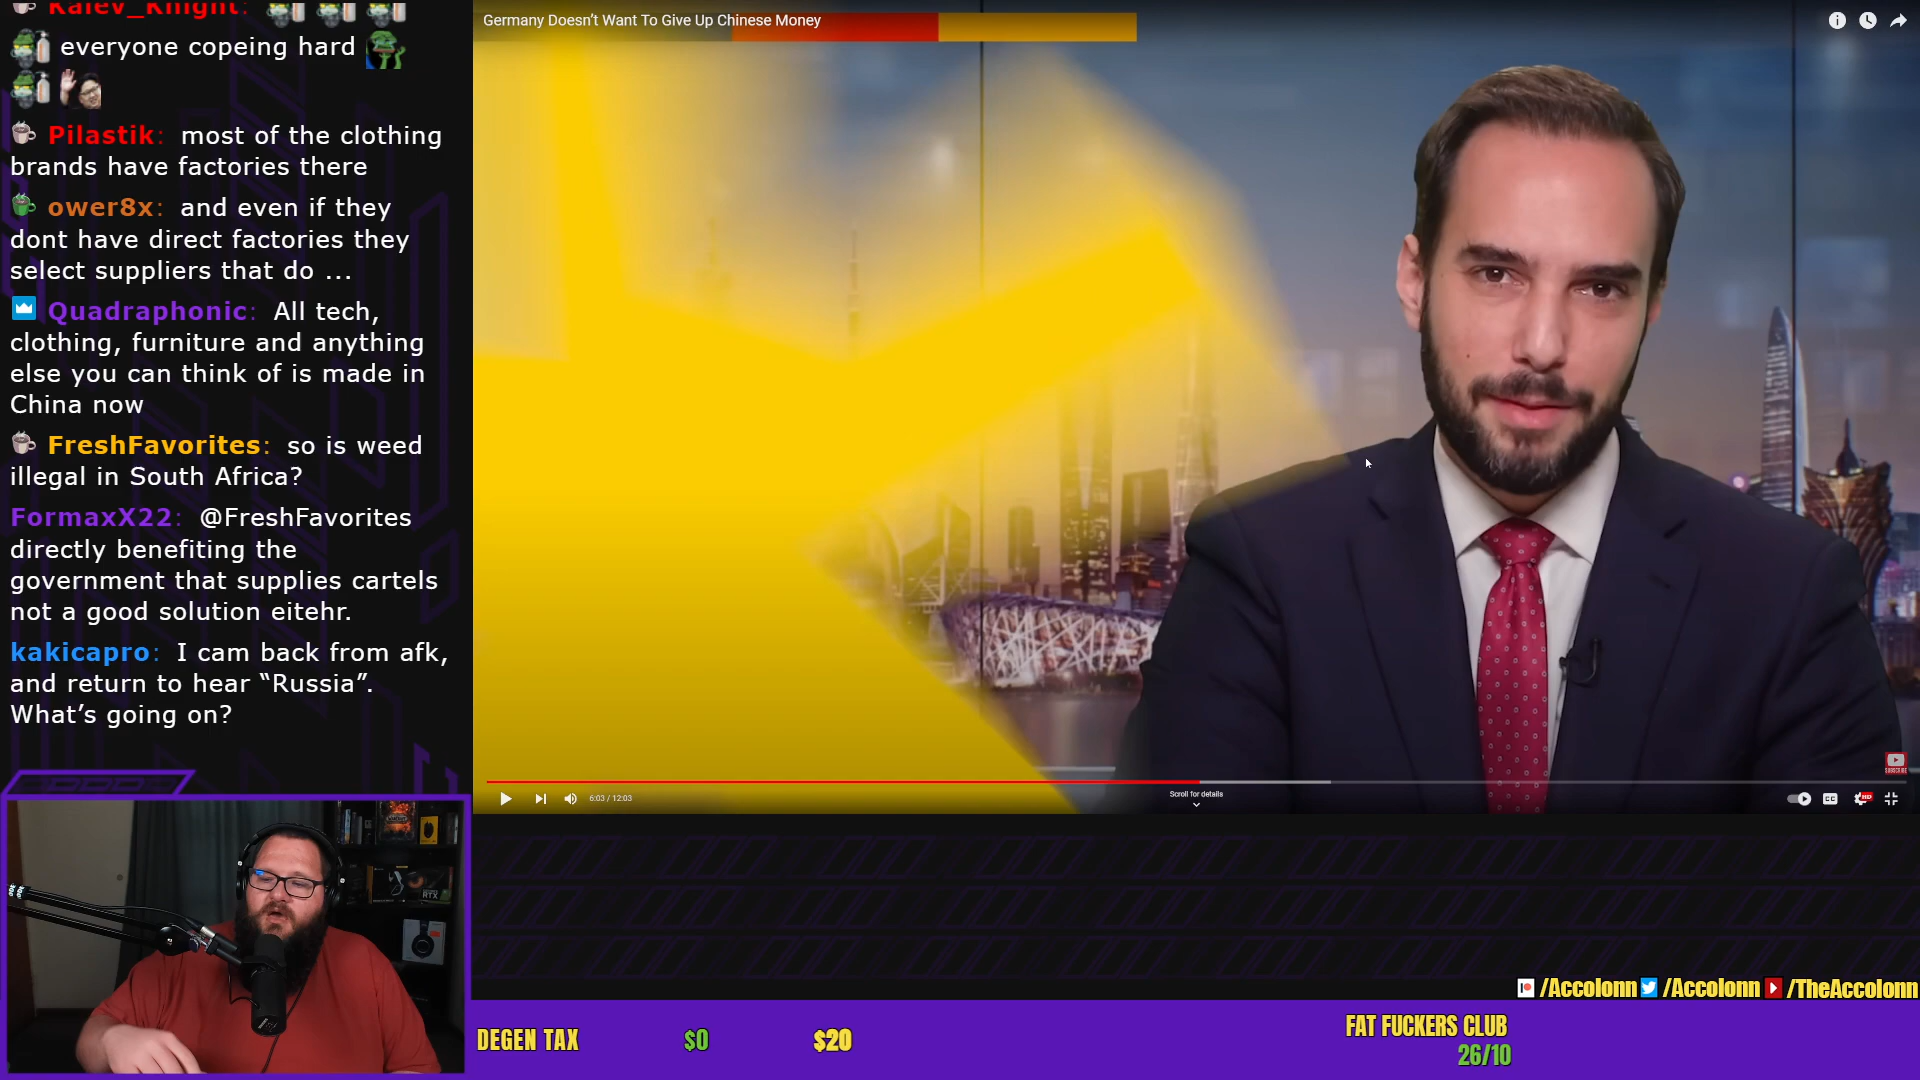 Kalev_Knight:
everyone copeing hard
Pilastik: most of the clothing
brands have factories there
ower8x: and even if they
dont have direct factories they
select suppliers that do ...
Quadraphonic: All tech,
clothing, furniture and anything
else you can think of is made in
China now
FreshFavorites: so is weed
illegal in South Africa?
FormaxX22: @FreshFavorites
directly benefiting the
government that supplies cartels
not a good solution eitehr.
kakicapro: I cam back from afk,
and return to hear “Russia”.
What’s going on?
Germany Doesn’t Want To Give Up Chinese Money
SUBSCRIBE
6:03 / 12:03
Scroll for details
CC
HD
RTX
/Accolonn /Accolonn /TheAccolonn
DEGEN TAX $0 $20
FAT FUCKERS CLUB
26/10